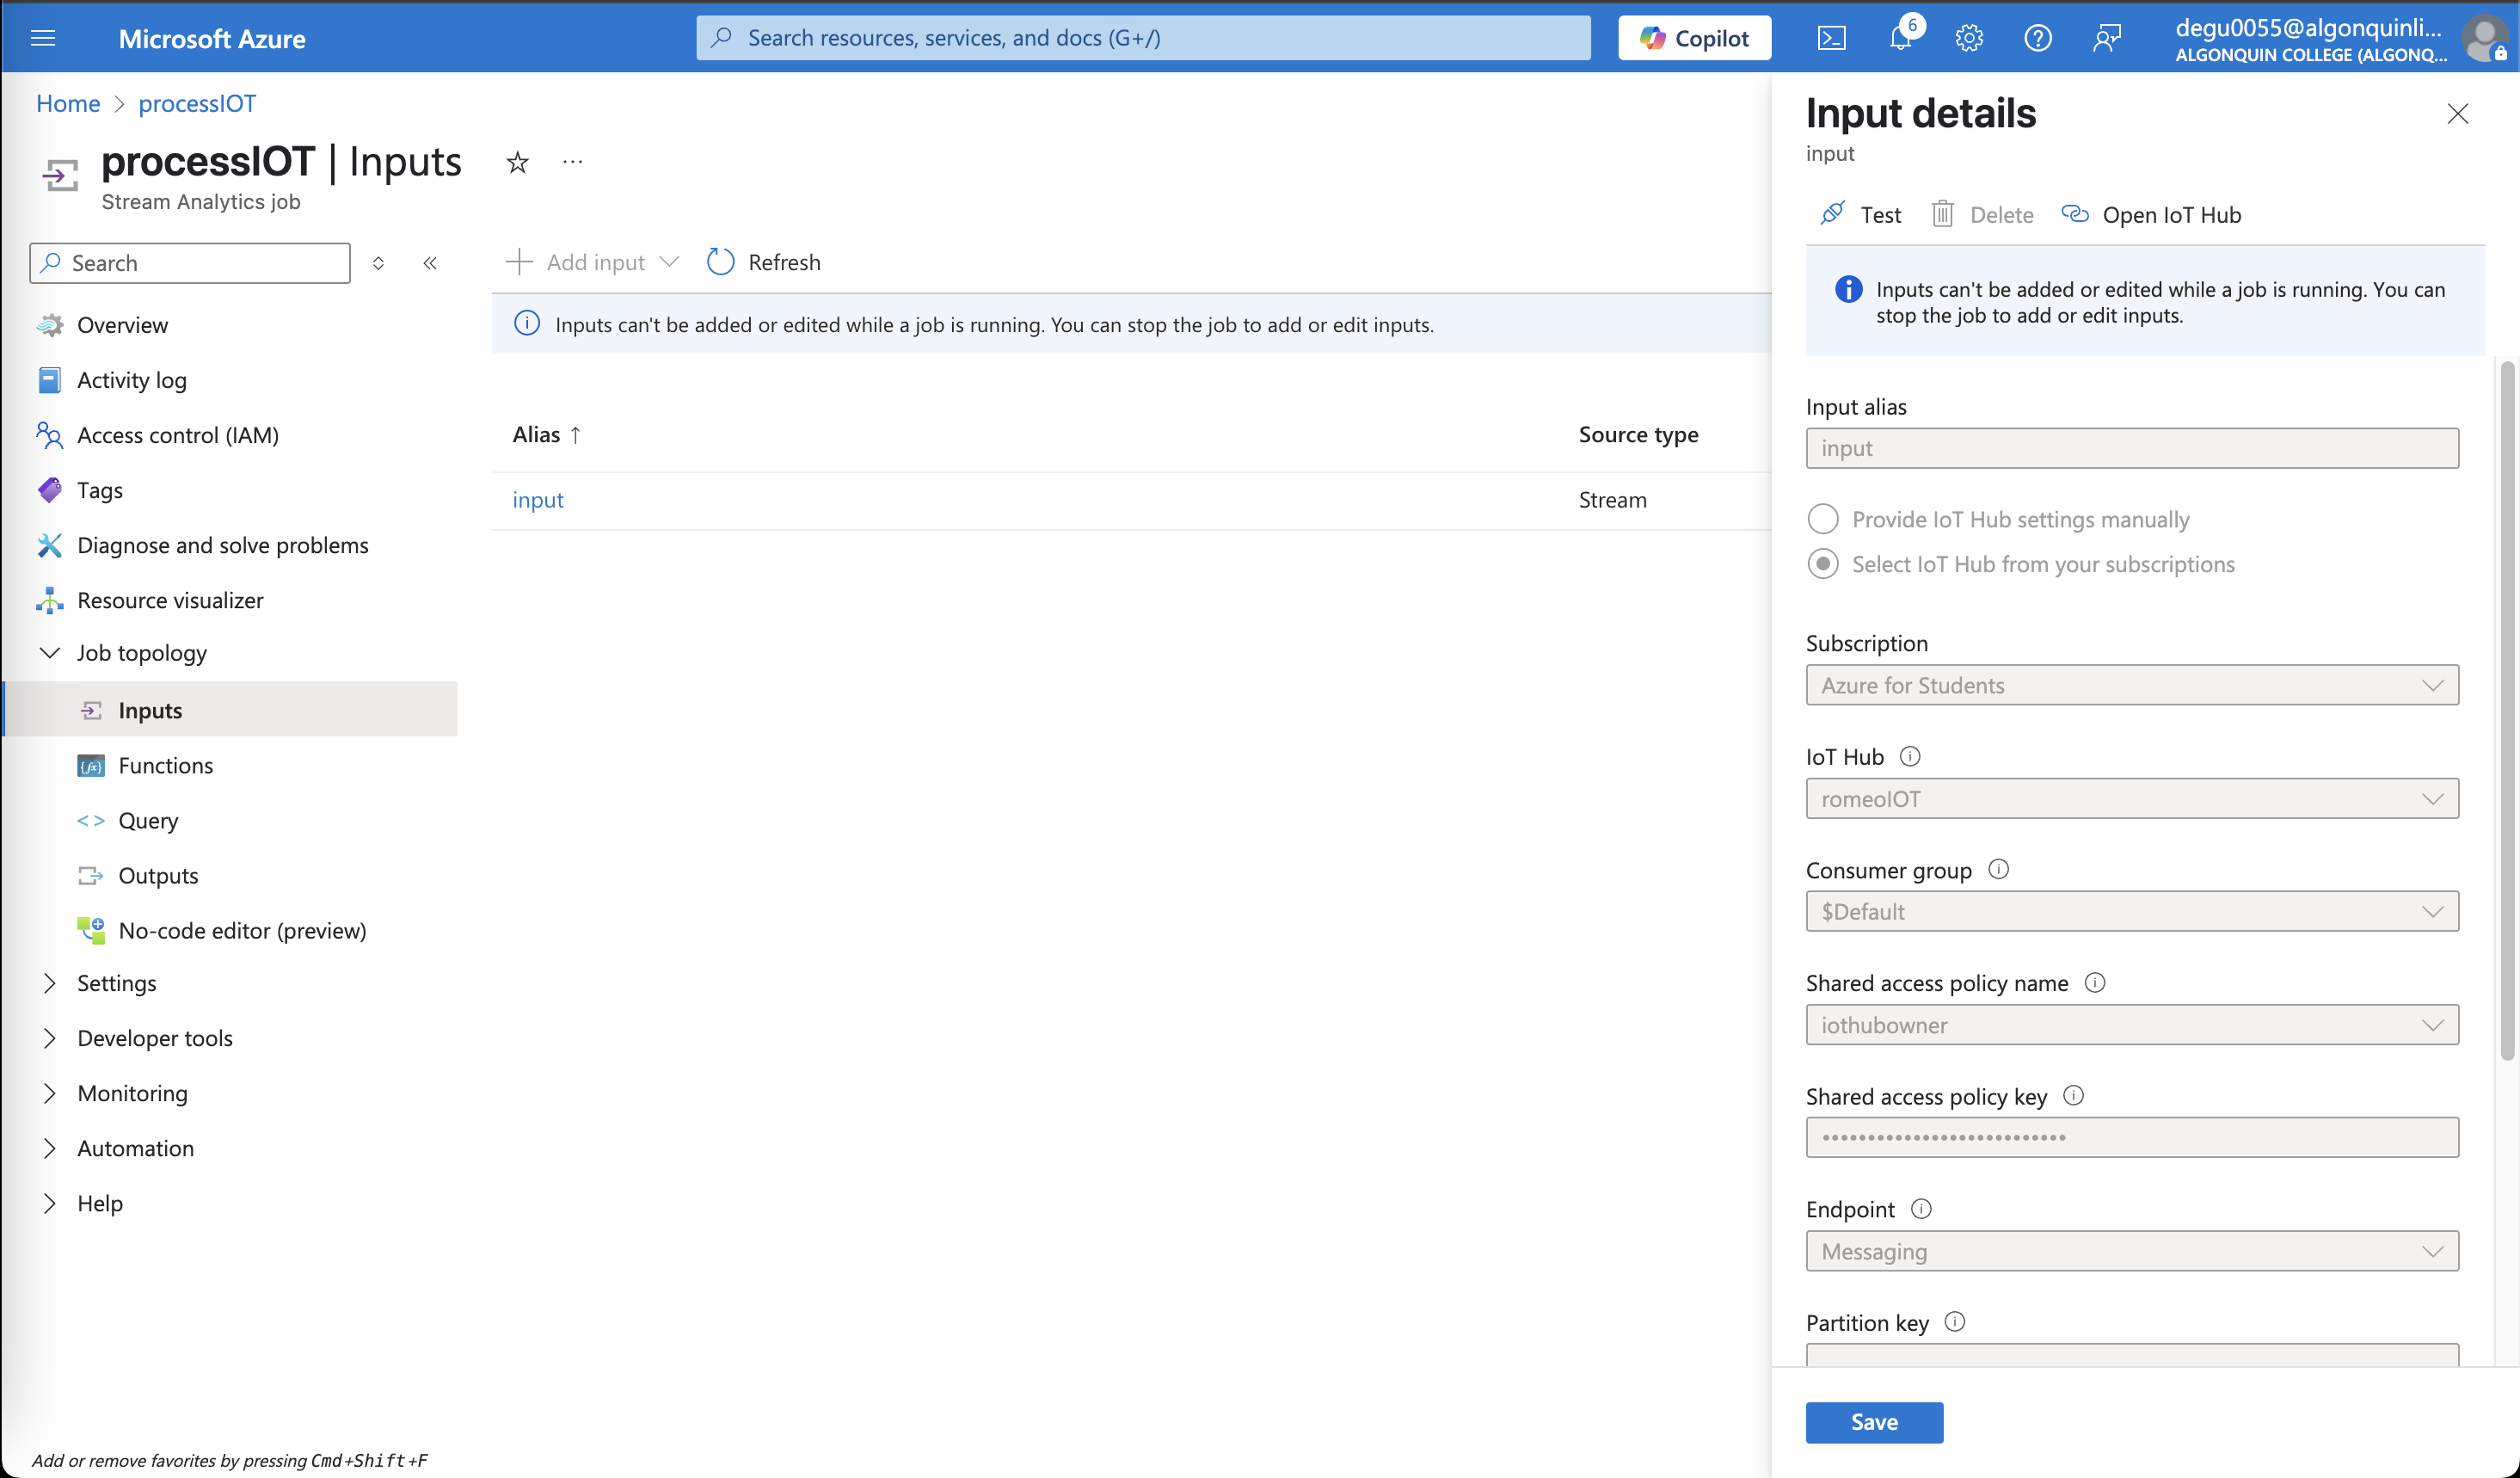 Microsoft Azure
Search resources, services, and docs (G+/)
Copilot
6
degu0055@algonquinli...
ALGONQUIN COLLEGE (ALGONQ...
Home > processIOT
processIOT | Inputs
Stream Analytics job
Search
Overview
Activity log
Access control (IAM)
Tags
Diagnose and solve problems
Resource visualizer
Job topology
Inputs
Functions
Query
Outputs
No-code editor (preview)
Settings
Developer tools
Monitoring
Automation
Help
Add or remove favorites by pressing Cmd+Shift+F
Add input
Refresh
Inputs can't be added or edited while a job is running. You can stop the job to add or edit inputs.
Alias ↑ Source type
input Stream
Input details
input
Test
Delete
Open IoT Hub
Inputs can't be added or edited while a job is running. You can
stop the job to add or edit inputs.
Input alias
input
Provide IoT Hub settings manually
Select IoT Hub from your subscriptions
Subscription
Azure for Students
IoT Hub
romeoIOT
Consumer group
$Default
Shared access policy name
iothubowner
Shared access policy key
•••••••••••••••••••••••••••
Endpoint
Messaging
Partition key
Save